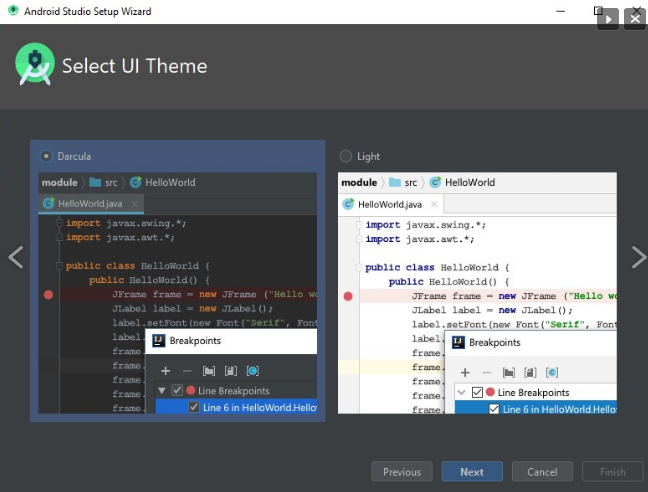 Android Studio Setup Wizard
Select UI Theme
Darcula
module src HelloWorld
HelloWorld.java
import javax.swing.*;
import javax.awt.*;
public class HelloWorld {
public HelloWorld() {
JFrame frame = new JFrame ("Hello w
JLabel label = new JLabel();
label.setFont(new Font("Serif", Font
label.
frame.
frame.
frame.
frame.
Breakpoints
Line Breakpoints
Line 6 in HelloWorld.Hello
Light
module src HelloWorld
HelloWorld.java
import javax.swing.*;
import javax.awt.*;
public class HelloWorld {
public HelloWorld() {
JFrame frame = new JFrame ("Hello wo
JLabel label = new JLabel();
label.setFont(new Font("Serif", Font
label.
frame.
frame.
frame.
frame.
Breakpoints
Line Breakpoints
Line 6 in HelloWorld.Hello
Previous Next Cancel Finish